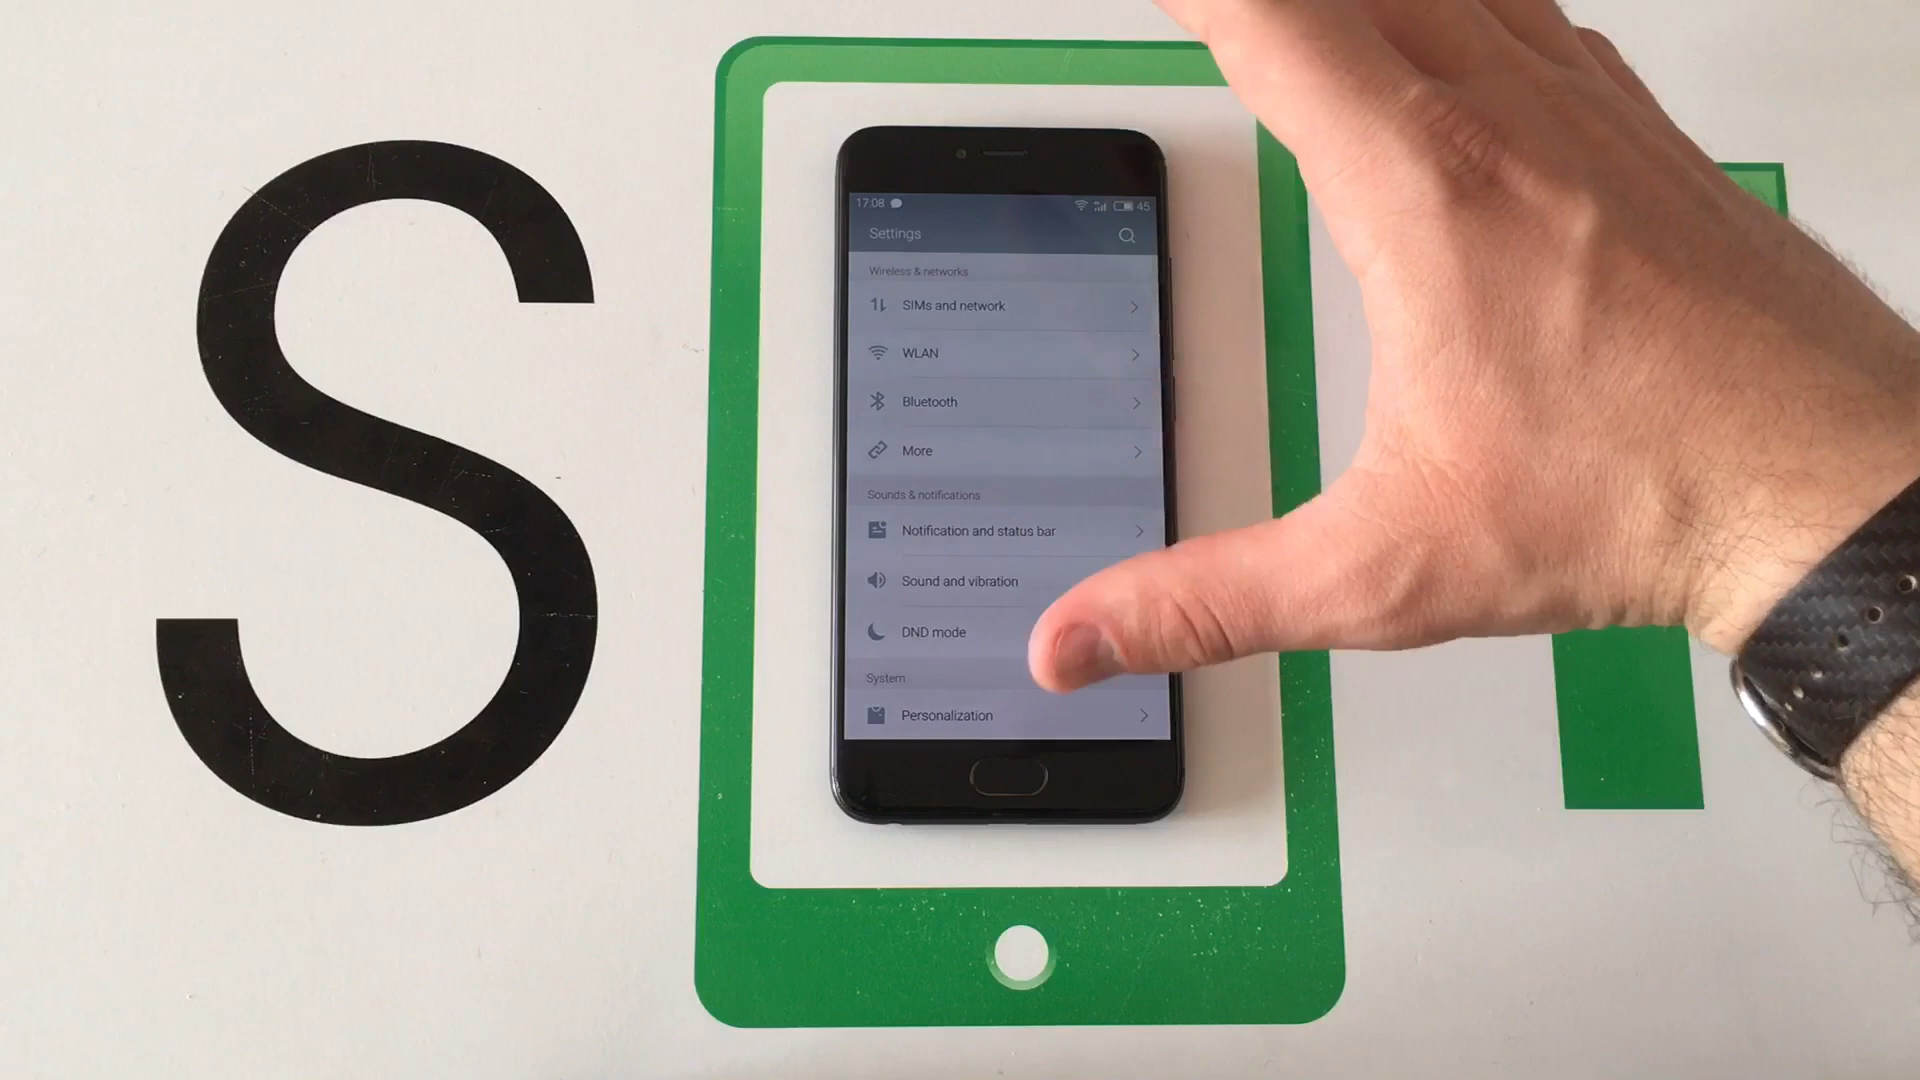 S
17:08 45
Settings
Wireless & networks
SIMs and network
WLAN
Bluetooth
More
Sounds & notifications
Notification and status bar
Sound and vibration
DND mode
System
Personalization